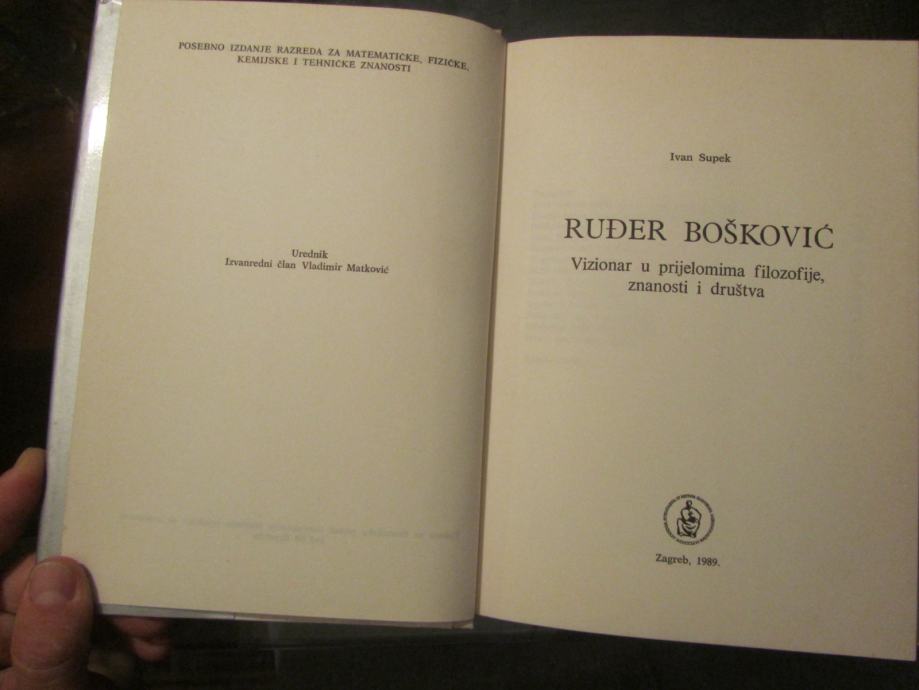 POSEBNO IZDANJE RAZREDA ZA MATEMATIČKE, FIZIČKE,
KEMIJSKE I TEHNIČKE ZNANOSTI
Urednik
Izvanredni član Vladimir Matković
Ivan Supek
RUĐER BOŠKOVIĆ
Vizionar u prijelomima filozofije,
znanosti i društva
Zagreb, 1989.